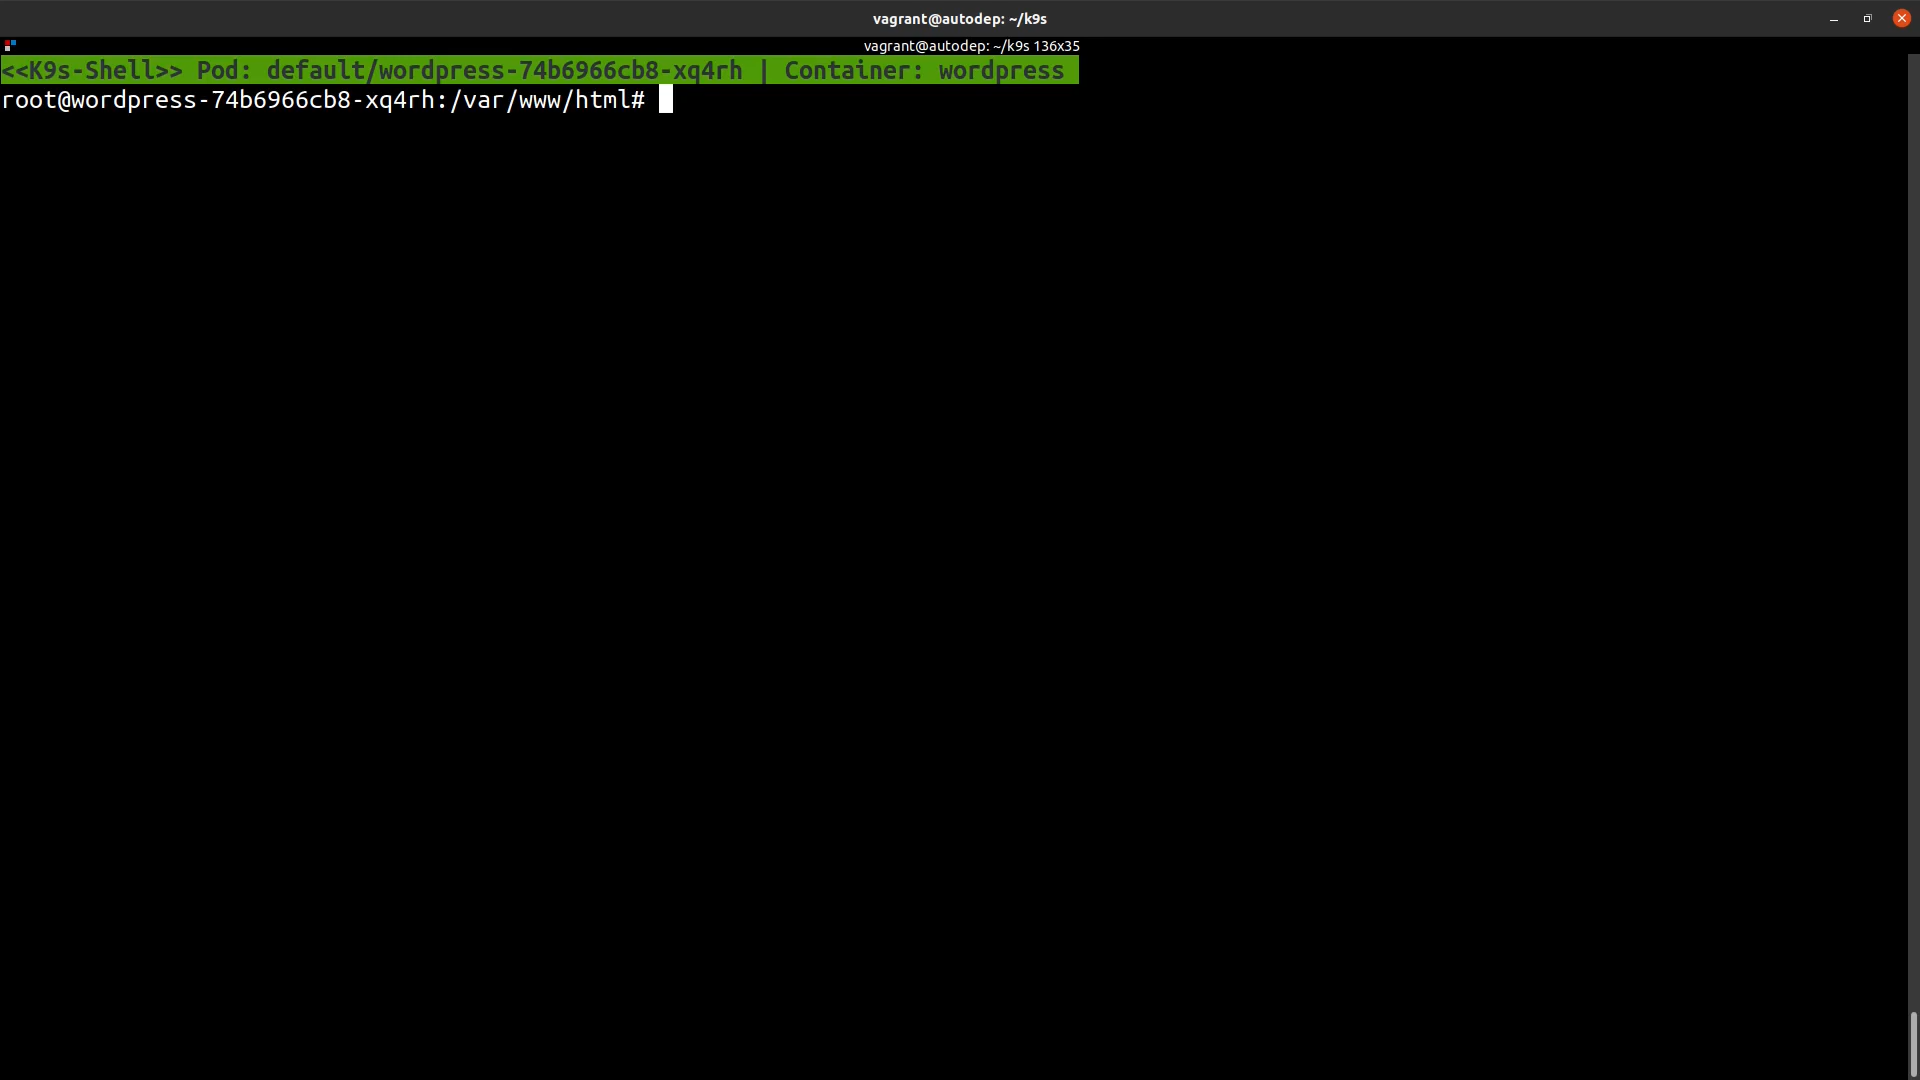 vagrant@autodep: ~/k9s
vagrant@autodep: ~/k9s 136x35
<<K9s-Shell>> Pod: default/wordpress-74b6966cb8-xq4rh | Container: wordpress
root@wordpress-74b6966cb8-xq4rh:/var/www/html#